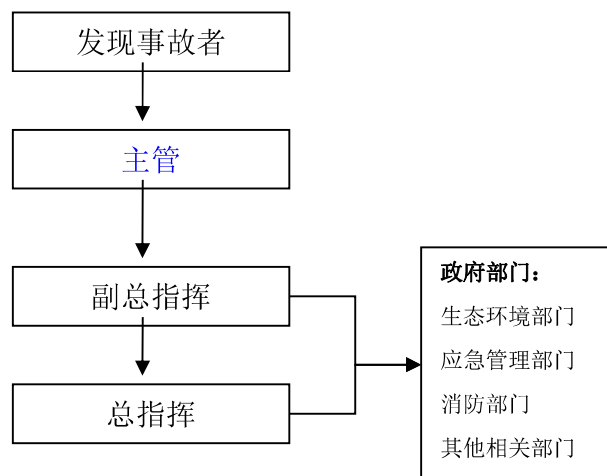 发现事故者
主管
副总指挥
总指挥
政府部门：
生态环境部门
应急管理部门
消防部门
其他相关部门